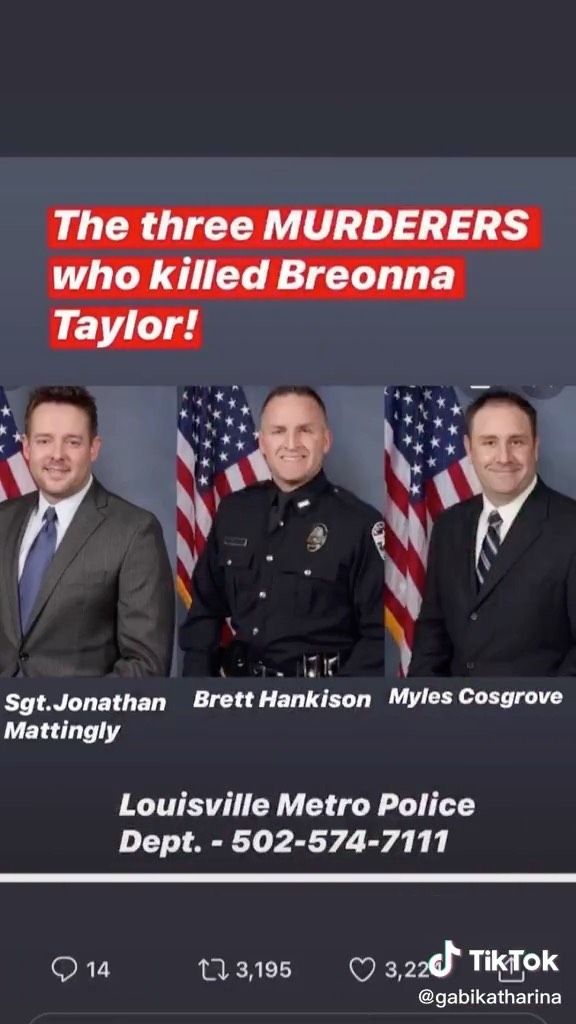 The three MURDERERS
who killed Breonna
Taylor!
Sgt.Jonathan
Mattingly
Brett Hankison
Myles Cosgrove
Louisville Metro Police
Dept. - 502-574-7111
14
3,195
TikTok
@gabikatharina